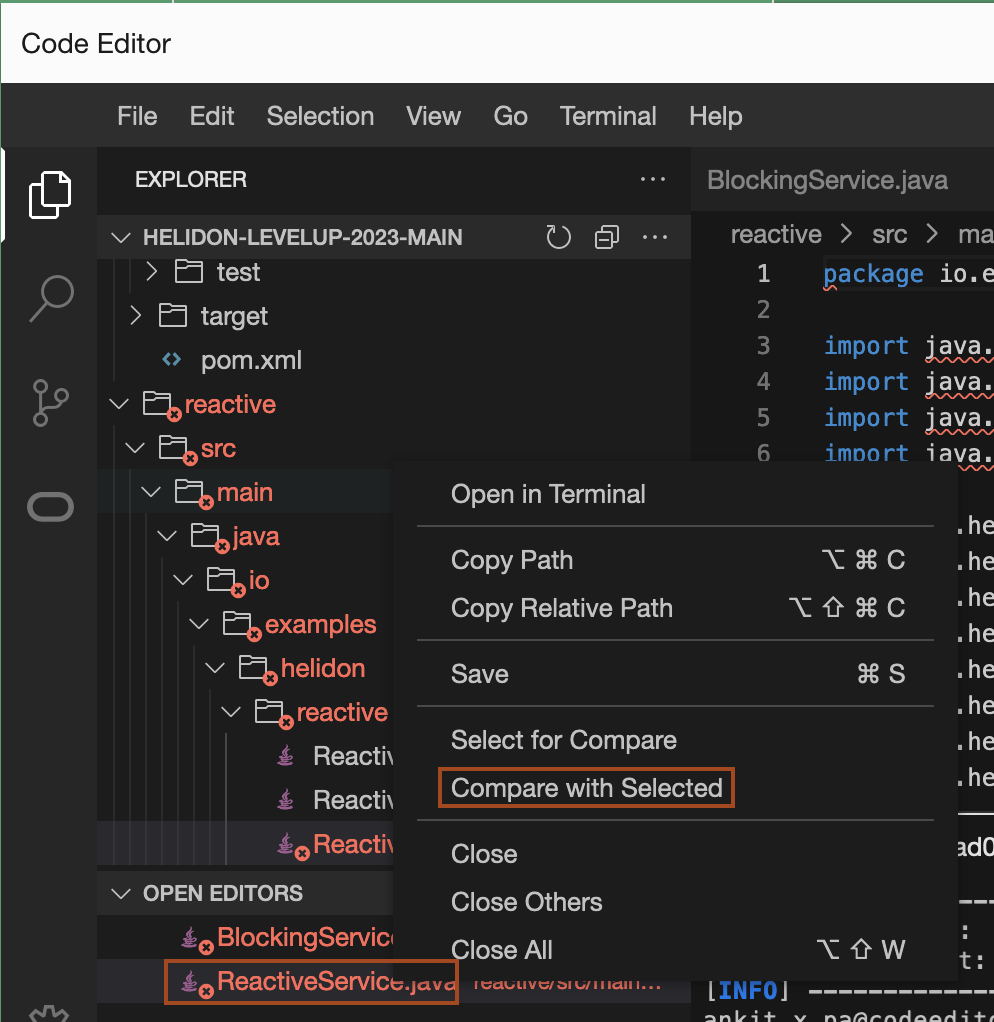 Code Editor
File Edit Selection View Go Terminal Help
EXPLORER
BlockingService.java
HELIDON-LEVELUP-2023-MAIN
reactive > src > ma
test
target
pom.xml
reactive
src
main
java
io
examples
helidon
reactive
Reactiv
Reactiv
Reactiv
OPEN EDITORS
BlockingService
ReactiveService.java reactive/src/main...
1 package io.e
2
3 import java.
4 import java.
5 import java.
6 import java.
.he
.he
.he
.he
.he
.he
.he
.he
Open in Terminal
Copy Path ⌥ ⌘ C
Copy Relative Path ⌥ ⇧ ⌘ C
Save ⌘ S
Select for Compare
Compare with Selected
Close
Close Others
Close All ⌥ ⇧ W
ad0
---
:
t:
[INFO] -------------
ankit_x_pa@codeedito